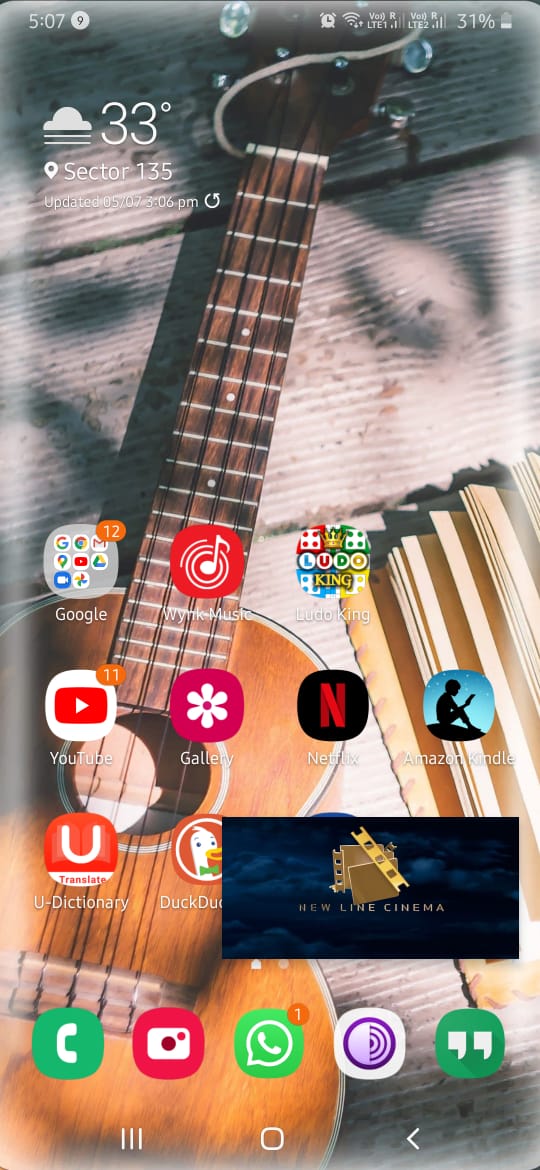 5:07 9 Vo) R LTE1 Vo) R LTE2 31%
33°
Sector 135
Updated 05/07 3:06 pm
12
LUDO
KING
Google
Wynk Music
Ludo King
11
N
YouTube
Gallery
Netflix
Amazon Kindle
U
Translate
NEW LINE CINEMA
U-Dictionary
DuckDuc
1